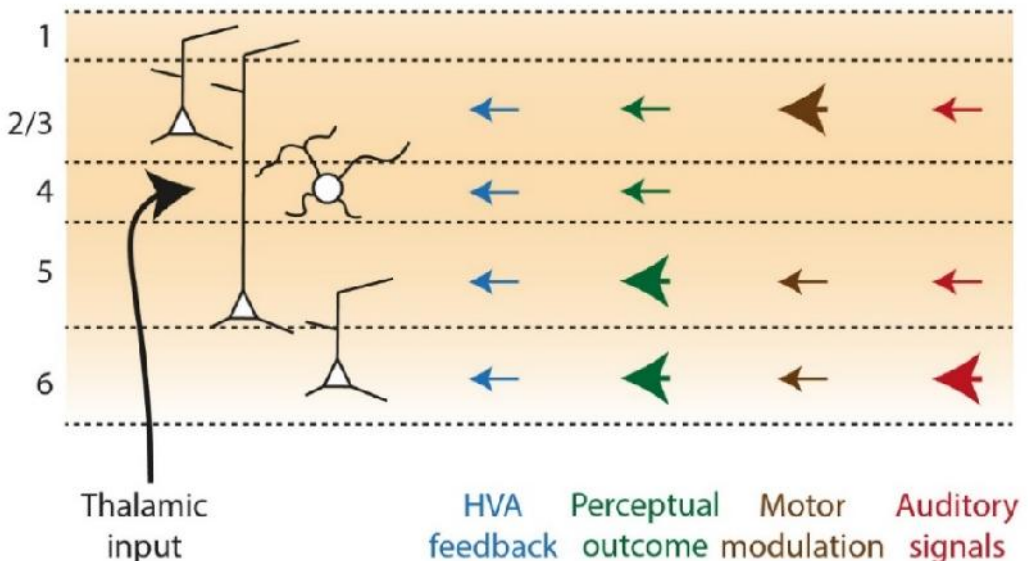 1
2/3
4
5
6
Thalamic
input
HVA
feedback
Perceptual
outcome
Motor
modulation
Auditory
signals